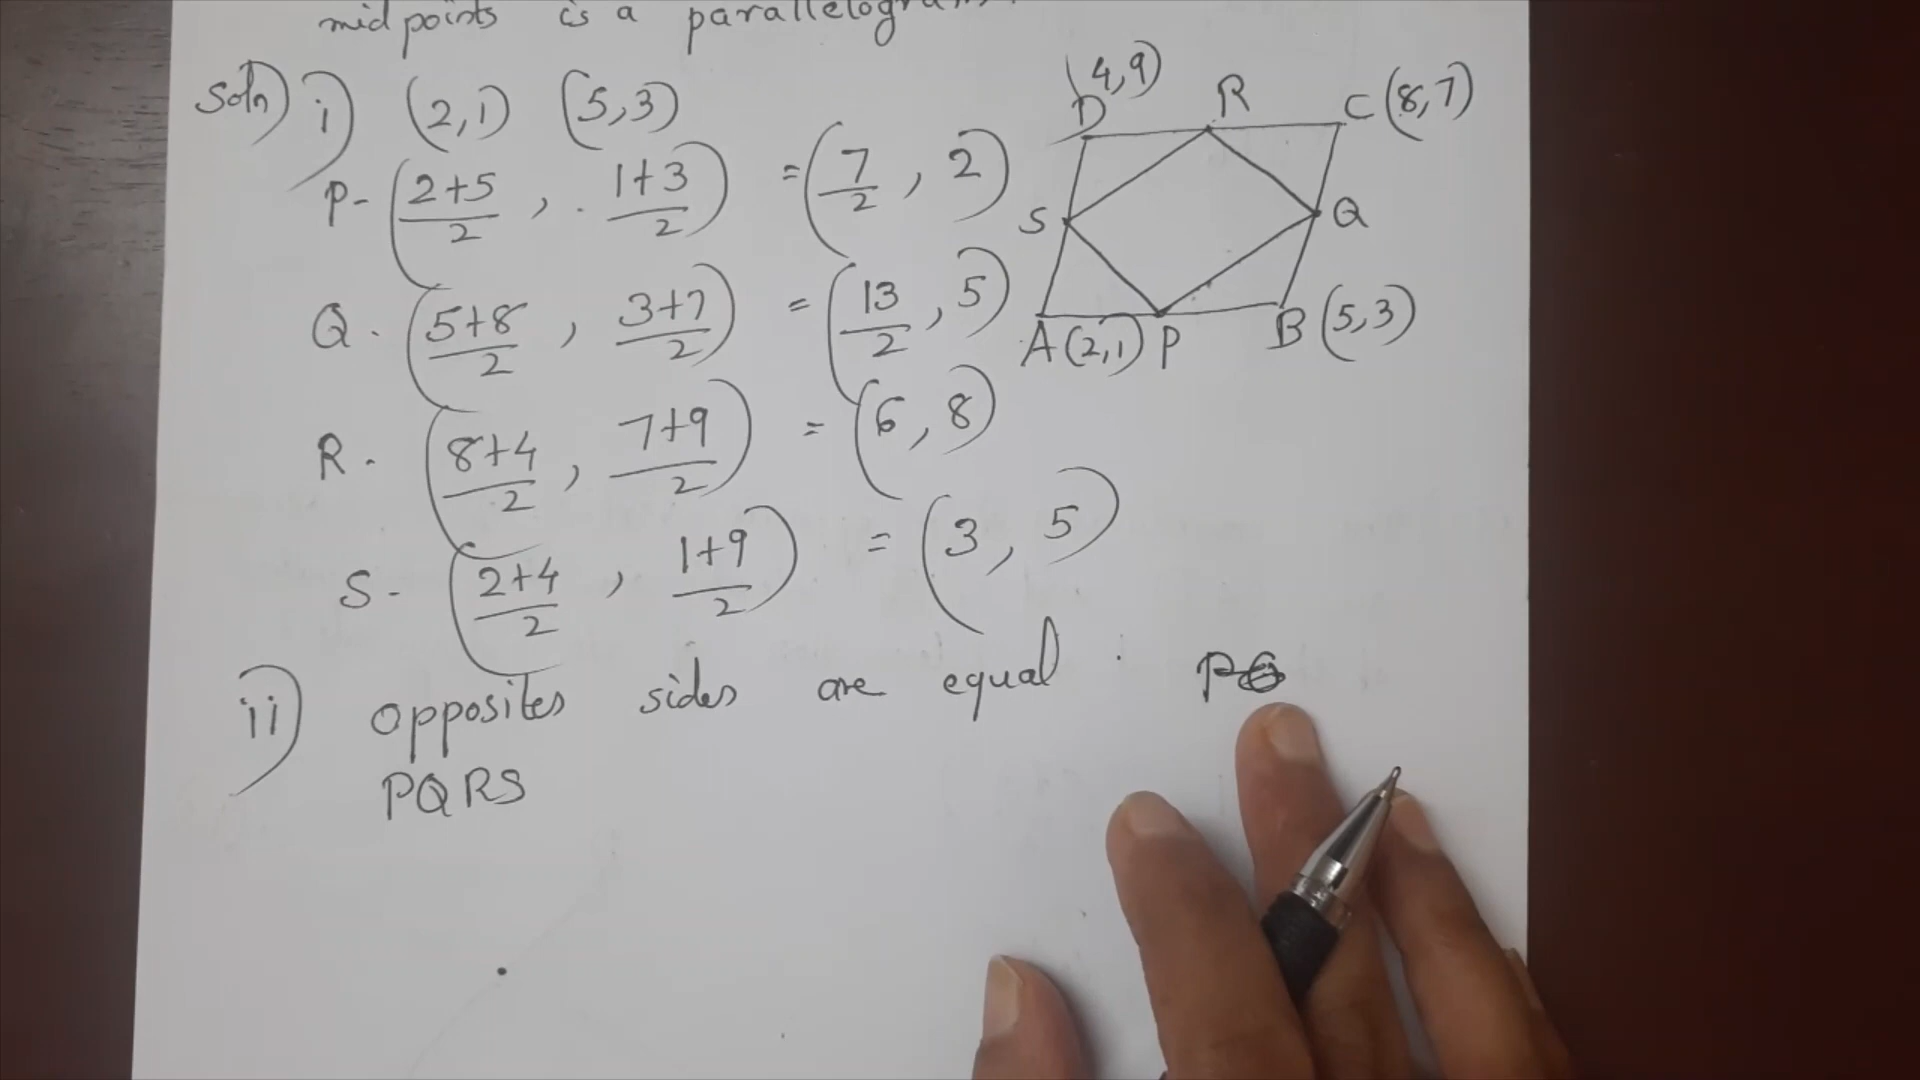 midpoints is a parallelogram.
Soln) i) (2,1) (5,3)
P- (2+5/2, 1+3/2) = (7/2, 2)
Q. (5+8/2, 3+7/2) = (13/2, 5)
R. (8+4/2, 7+9/2) = (6, 8)
S- (2+4/2, 1+9/2) = (3, 5)
ii) opposites sides are equal.
PQRS
(4,9)
D R C (8,7)
S Q
A (2,1) P B (5,3)